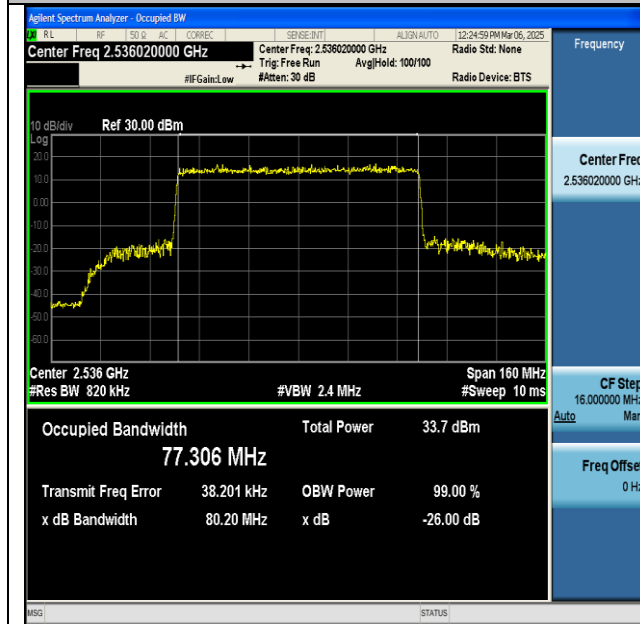 Agilent Spectrum Analyzer - Occupied BW
RL RF 50 Ω AC CORREC SENSE:INT ALIGN AUTO 12:24:59 PM Mar 06, 2025
Center Freq 2.536020000 GHz Center Freq: 2.536020000 GHz Radio Std: None
Trig: Free Run Avg|Hold: 100/100
#IFGain:Low #Atten: 30 dB Radio Device: BTS
10 dB/div Ref 30.00 dBm
Log
20.0
10.0
0.00
-10.0
-20.0
-30.0
-40.0
-50.0
-60.0
Center 2.536 GHz Span 160 MHz
#Res BW 820 kHz #VBW 2.4 MHz #Sweep 10 ms
Occupied Bandwidth Total Power 33.7 dBm
77.306 MHz
Transmit Freq Error 38.201 kHz OBW Power 99.00 %
x dB Bandwidth 80.20 MHz x dB -26.00 dB
MSG STATUS
Frequency
Center Freq
2.536020000 GHz
CF Step
16.000000 MHz
Auto Man
Freq Offset
0 Hz